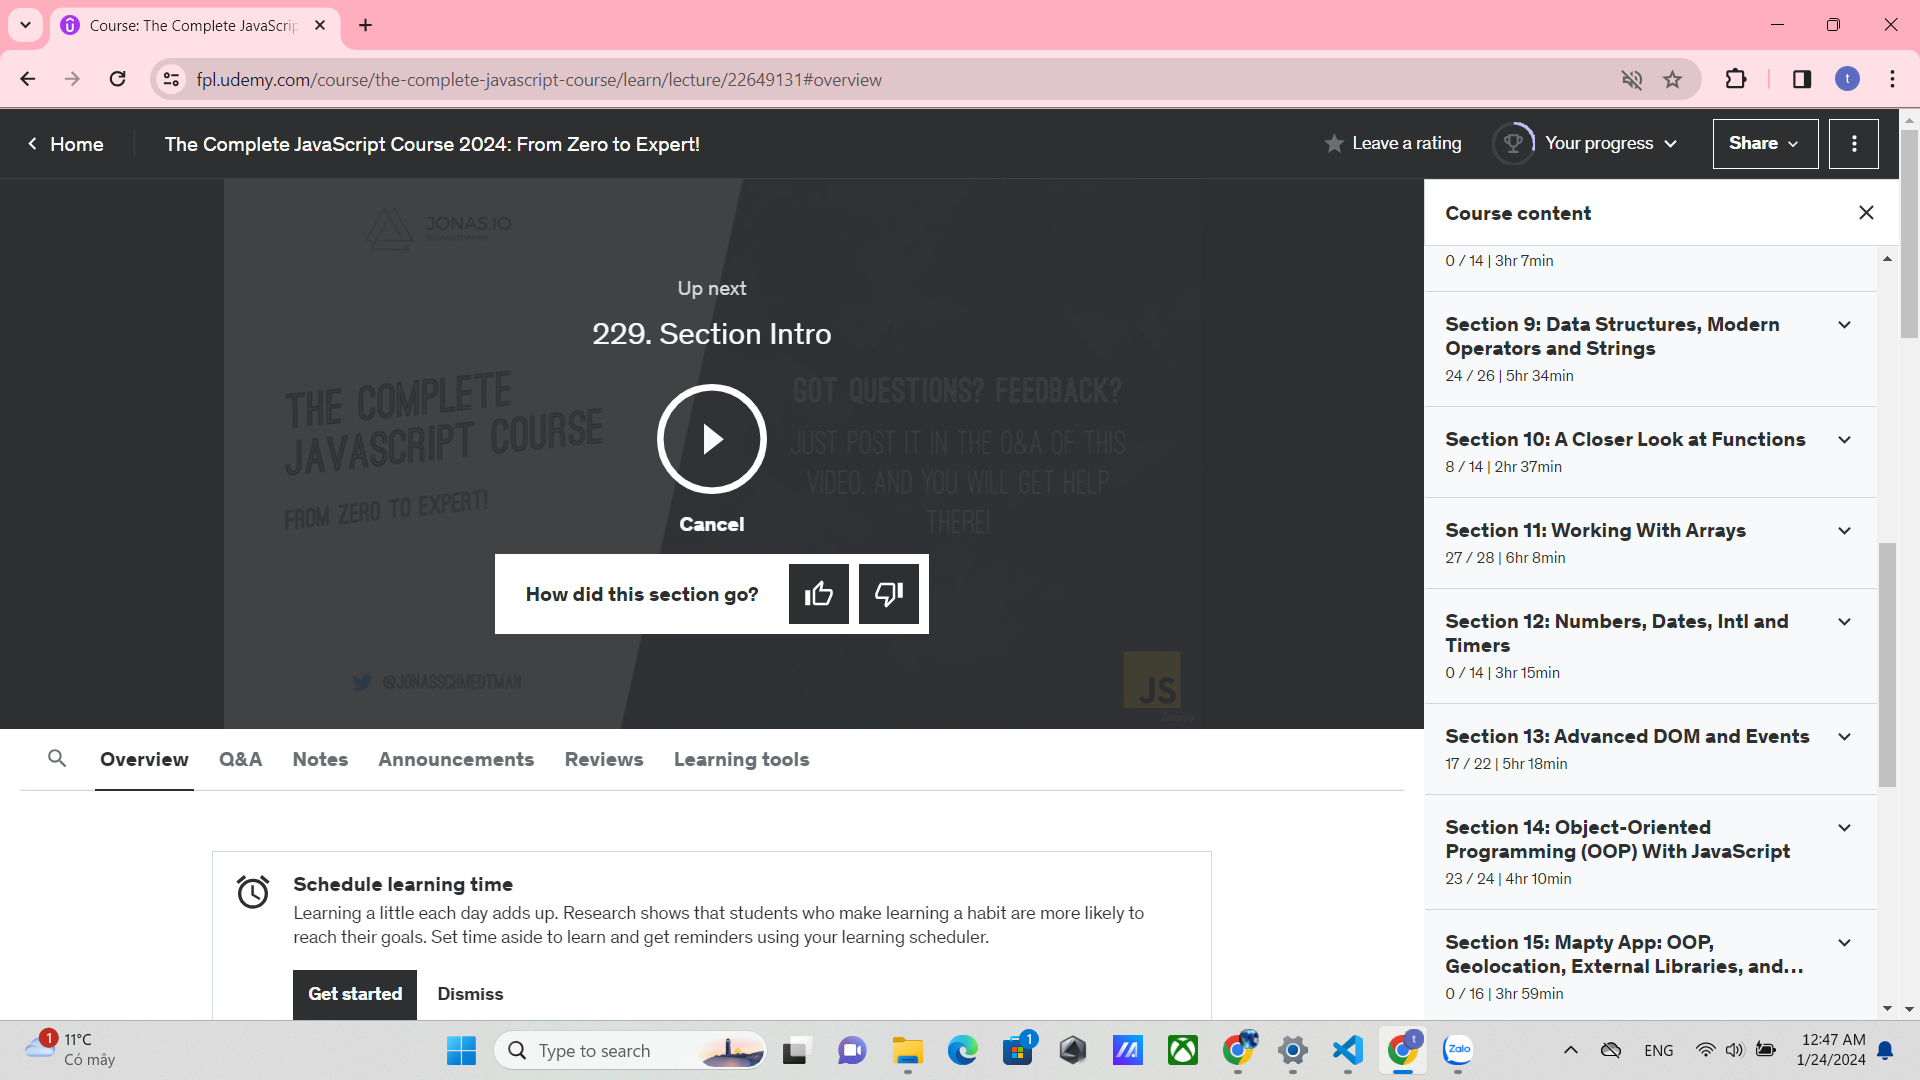 Course: The Complete JavaScrip
fpl.udemy.com/course/the-complete-javascript-course/learn/lecture/22649131#overview
t
Home
The Complete JavaScript Course 2024: From Zero to Expert!
Leave a rating
Your progress
Share
JONAS.IO
SCHMEDTMANN
Up next
229. Section Intro
THE COMPLETE
JAVASCRIPT COURSE
FROM ZERO TO EXPERT!
GOT QUESTIONS? FEEDBACK?
JUST POST IT IN THE Q&A OF THIS
VIDEO, AND YOU WILL GET HELP
THERE!
Cancel
How did this section go?
@JONASSCHMEDTMAN
JS
udemy
Course content
0 / 14 | 3hr 7min
Section 9: Data Structures, Modern
Operators and Strings
24 / 26 | 5hr 34min
Section 10: A Closer Look at Functions
8 / 14 | 2hr 37min
Section 11: Working With Arrays
27 / 28 | 6hr 8min
Section 12: Numbers, Dates, Intl and
Timers
0 / 14 | 3hr 15min
Section 13: Advanced DOM and Events
17 / 22 | 5hr 18min
Section 14: Object-Oriented
Programming (OOP) With JavaScript
23 / 24 | 4hr 10min
Section 15: Mapty App: OOP,
Geolocation, External Libraries, and...
0 / 16 | 3hr 59min
Overview
Q&A
Notes
Announcements
Reviews
Learning tools
Schedule learning time
Learning a little each day adds up. Research shows that students who make learning a habit are more likely to
reach their goals. Set time aside to learn and get reminders using your learning scheduler.
Get started
Dismiss
1
11°C
Có mây
Type to search
1
t
Zalo
ENG
12:47 AM
1/24/2024